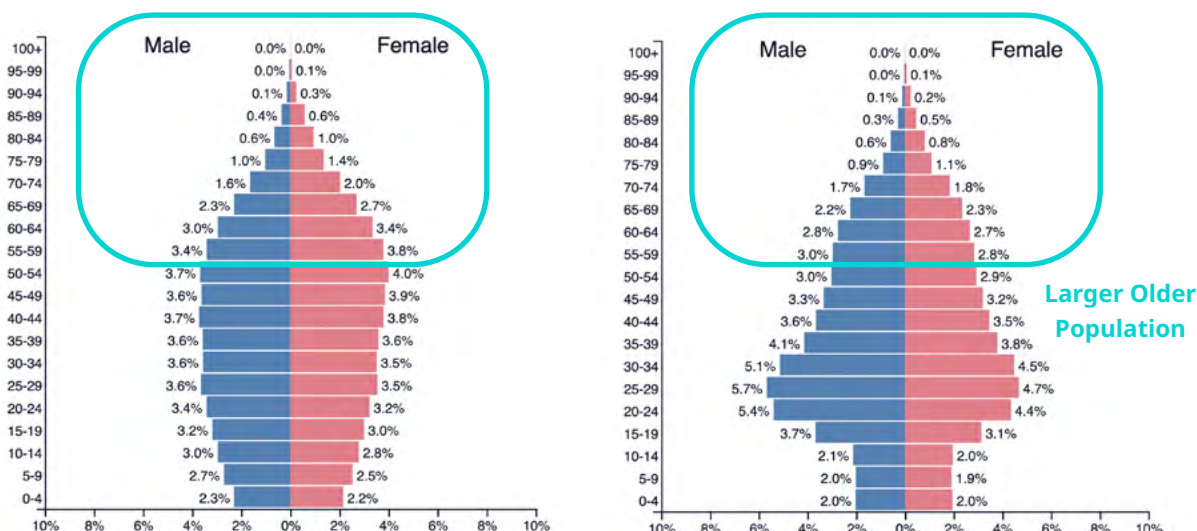 Male Female
100+ 0.0% 0.0%
95-99 0.0% 0.1%
90-94 0.1% 0.3%
85-89 0.4% 0.6%
80-84 0.6% 1.0%
75-79 1.0% 1.4%
70-74 1.6% 2.0%
65-69 2.3% 2.7%
60-64 3.0% 3.4%
55-59 3.4% 3.8%
50-54 3.7% 4.0%
45-49 3.6% 3.9%
40-44 3.7% 3.8%
35-39 3.6% 3.6%
30-34 3.6% 3.5%
25-29 3.6% 3.5%
20-24 3.4% 3.2%
15-19 3.2% 3.0%
10-14 3.0% 2.8%
5-9 2.7% 2.5%
0-4 2.3% 2.2%
10% 8% 6% 4% 2% 0% 2% 4% 6% 8% 10%
Male Female
100+ 0.0% 0.0%
95-99 0.0% 0.1%
90-94 0.1% 0.2%
85-89 0.3% 0.5%
80-84 0.6% 0.8%
75-79 0.9% 1.1%
70-74 1.7% 1.8%
65-69 2.2% 2.3%
60-64 2.8% 2.7%
55-59 3.0% 2.8%
50-54 3.0% 2.9%
45-49 3.3% 3.2%
40-44 3.6% 3.5%
35-39 4.1% 3.8%
30-34 5.1% 4.5%
25-29 5.7% 4.7%
20-24 5.4% 4.4%
15-19 3.7% 3.1%
10-14 2.1% 2.0%
5-9 2.0% 1.9%
0-4 2.0% 2.0%
10% 8% 6% 4% 2% 0% 2% 4% 6% 8% 10%
Larger Older
Population